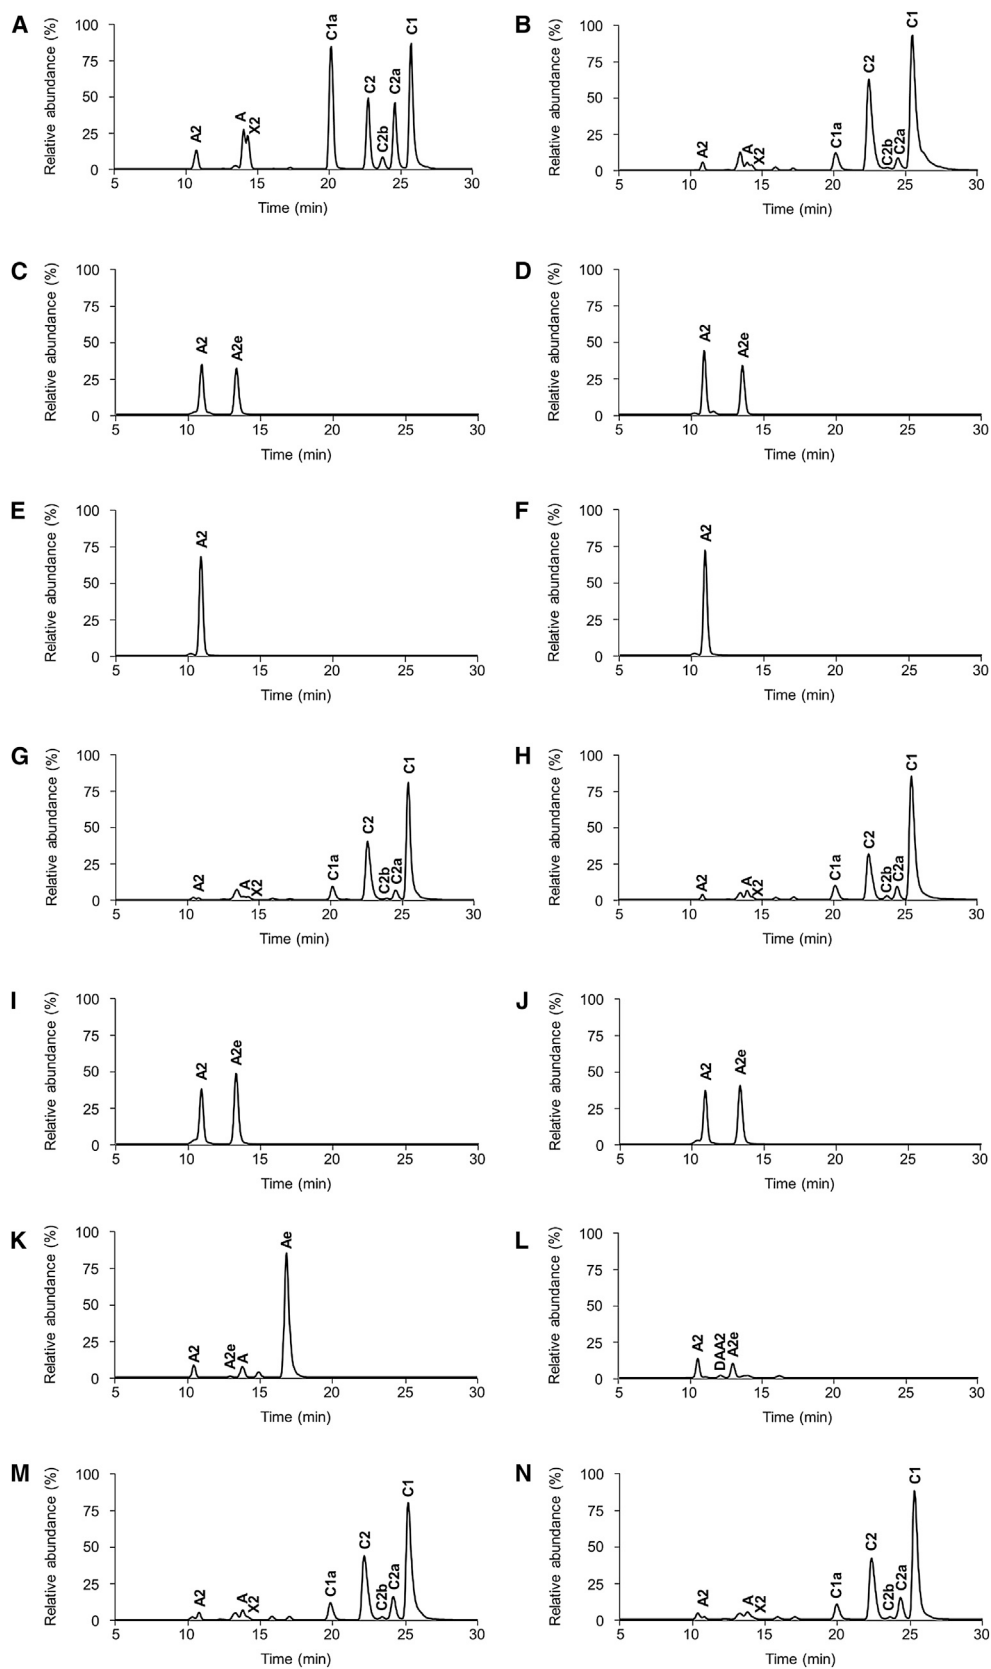 A
Relative abundance (%)
100
75
50
25
0
A2
A
X2
C1a
C2
C2b
C2a
C1
5 10 15 20 25 30
Time (min)
B
Relative abundance (%)
100
75
50
25
0
A2
A
X2
C1a
C2
C2b
C2a
C1
5 10 15 20 25 30
Time (min)
C
Relative abundance (%)
100
75
50
25
0
A2
A2e
5 10 15 20 25 30
Time (min)
D
Relative abundance (%)
100
75
50
25
0
A2
A2e
5 10 15 20 25 30
Time (min)
E
Relative abundance (%)
100
75
50
25
0
A2
5 10 15 20 25 30
Time (min)
F
Relative abundance (%)
100
75
50
25
0
A2
5 10 15 20 25 30
Time (min)
G
Relative abundance (%)
100
75
50
25
0
A2
A
X2
C1a
C2
C2b
C2a
C1
5 10 15 20 25 30
Time (min)
H
Relative abundance (%)
100
75
50
25
0
A2
A
X2
C1a
C2
C2b
C2a
C1
5 10 15 20 25 30
Time (min)
I
Relative abundance (%)
100
75
50
25
0
A2
A2e
5 10 15 20 25 30
Time (min)
J
Relative abundance (%)
100
75
50
25
0
A2
A2e
5 10 15 20 25 30
Time (min)
K
Relative abundance (%)
100
75
50
25
0
A2
A2e
A
Ae
5 10 15 20 25 30
Time (min)
L
Relative abundance (%)
100
75
50
25
0
A2
DAA2
A2e
5 10 15 20 25 30
Time (min)
M
Relative abundance (%)
100
75
50
25
0
A2
A
X2
C1a
C2
C2b
C2a
C1
5 10 15 20 25 30
Time (min)
N
Relative abundance (%)
100
75
50
25
0
A2
A
X2
C1a
C2
C2b
C2a
C1
5 10 15 20 25 30
Time (min)